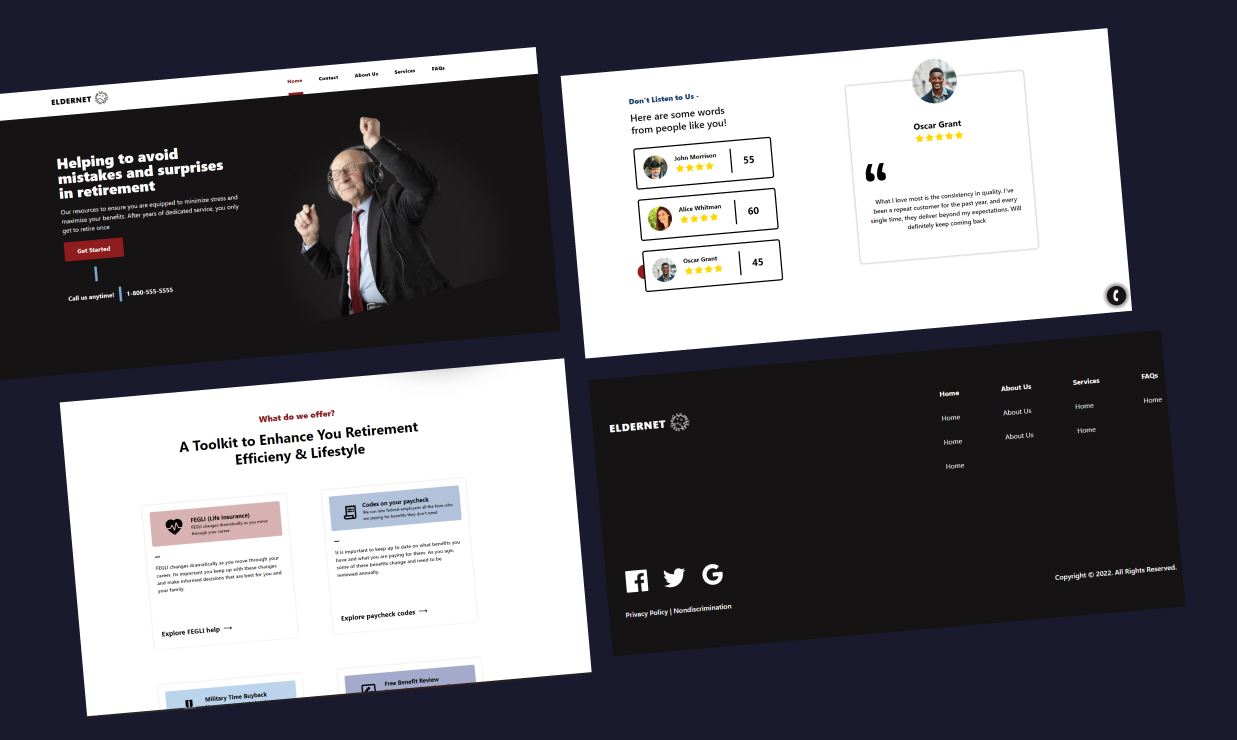 ELDERNET
Home
Contact
About Us
Services
FAQs
Helping to avoid
mistakes and surprises
in retirement
Our resources to ensure you are equipped to minimize stress and
maximize your benefits. After years of dedicated service, you only
get to retire once
Get Started
Call us anytime!
1-800-555-5555
Don't Listen to Us -
Here are some words
from people like you!
John Morrison
55
Alice Whitman
60
Oscar Grant
45
Oscar Grant
“
What I love most is the consistency in quality. I've
been a repeat customer for the past year, and every
single time, they deliver beyond my expectations. Will
definitely keep coming back
What do we offer?
A Toolkit to Enhance You Retirement
Efficieny & Lifestyle
FEGLI (Life Insurance)
FEGLI changes dramatically as you move
through your career
FEGLI changes dramatically as you move through your
career. Its important you keep up with these changes
and make informed decisions that are best for you and
your family.
Explore FEGLI help →
Codes on your paycheck
We run into federal employees all the time who
are paying for benefits they don't need
It is important to keep up to date on what benefits you
have and what you are paying for them. As you age,
some of these benefits change and need to be
reviewed annually.
Explore paycheck codes →
Military Time Buyback
Free Benefit Review
ELDERNET
Home
Home
Home
Home
About Us
About Us
About Us
Services
Home
Home
FAQs
Home
Privacy Policy | Nondiscrimination
Copyright © 2022. All Rights Reserved.